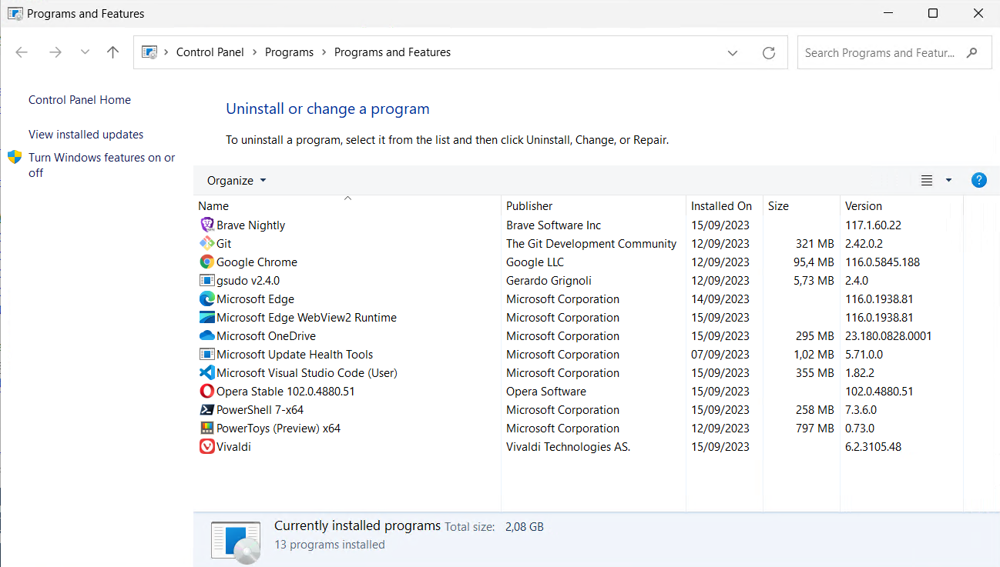 Programs and Features
Control Panel > Programs > Programs and Features
Search Programs and Featur...
Control Panel Home
View installed updates
Turn Windows features on or
off
Uninstall or change a program
To uninstall a program, select it from the list and then click Uninstall, Change, or Repair.
Organize
?
Name Publisher Installed On Size Version
Brave Nightly Brave Software Inc 15/09/2023 117.1.60.22
Git The Git Development Community 12/09/2023 321 MB 2.42.0.2
Google Chrome Google LLC 12/09/2023 95,4 MB 116.0.5845.188
gsudo v2.4.0 Gerardo Grignoli 12/09/2023 5,73 MB 2.4.0
Microsoft Edge Microsoft Corporation 14/09/2023 116.0.1938.81
Microsoft Edge WebView2 Runtime Microsoft Corporation 15/09/2023 116.0.1938.81
Microsoft OneDrive Microsoft Corporation 15/09/2023 295 MB 23.180.0828.0001
Microsoft Update Health Tools Microsoft Corporation 07/09/2023 1,02 MB 5.71.0.0
Microsoft Visual Studio Code (User) Microsoft Corporation 15/09/2023 355 MB 1.82.2
Opera Stable 102.0.4880.51 Opera Software 15/09/2023 102.0.4880.51
PowerShell 7-x64 Microsoft Corporation 15/09/2023 258 MB 7.3.6.0
PowerToys (Preview) x64 Microsoft Corporation 12/09/2023 797 MB 0.73.0
Vivaldi Vivaldi Technologies AS. 15/09/2023 6.2.3105.48
Currently installed programs Total size: 2,08 GB
13 programs installed